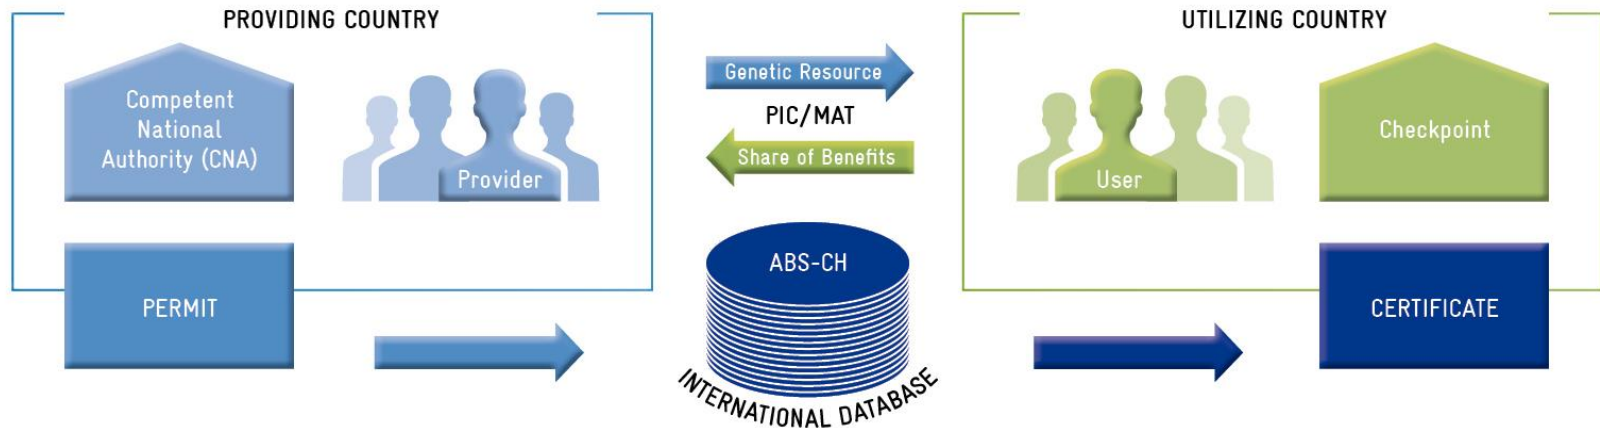 PROVIDING COUNTRY
Competent
National
Authority (CNA)
Provider
PERMIT
Genetic Resource
PIC/MAT
Share of Benefits
ABS-CH
INTERNATIONAL DATABASE
UTILIZING COUNTRY
User
Checkpoint
CERTIFICATE